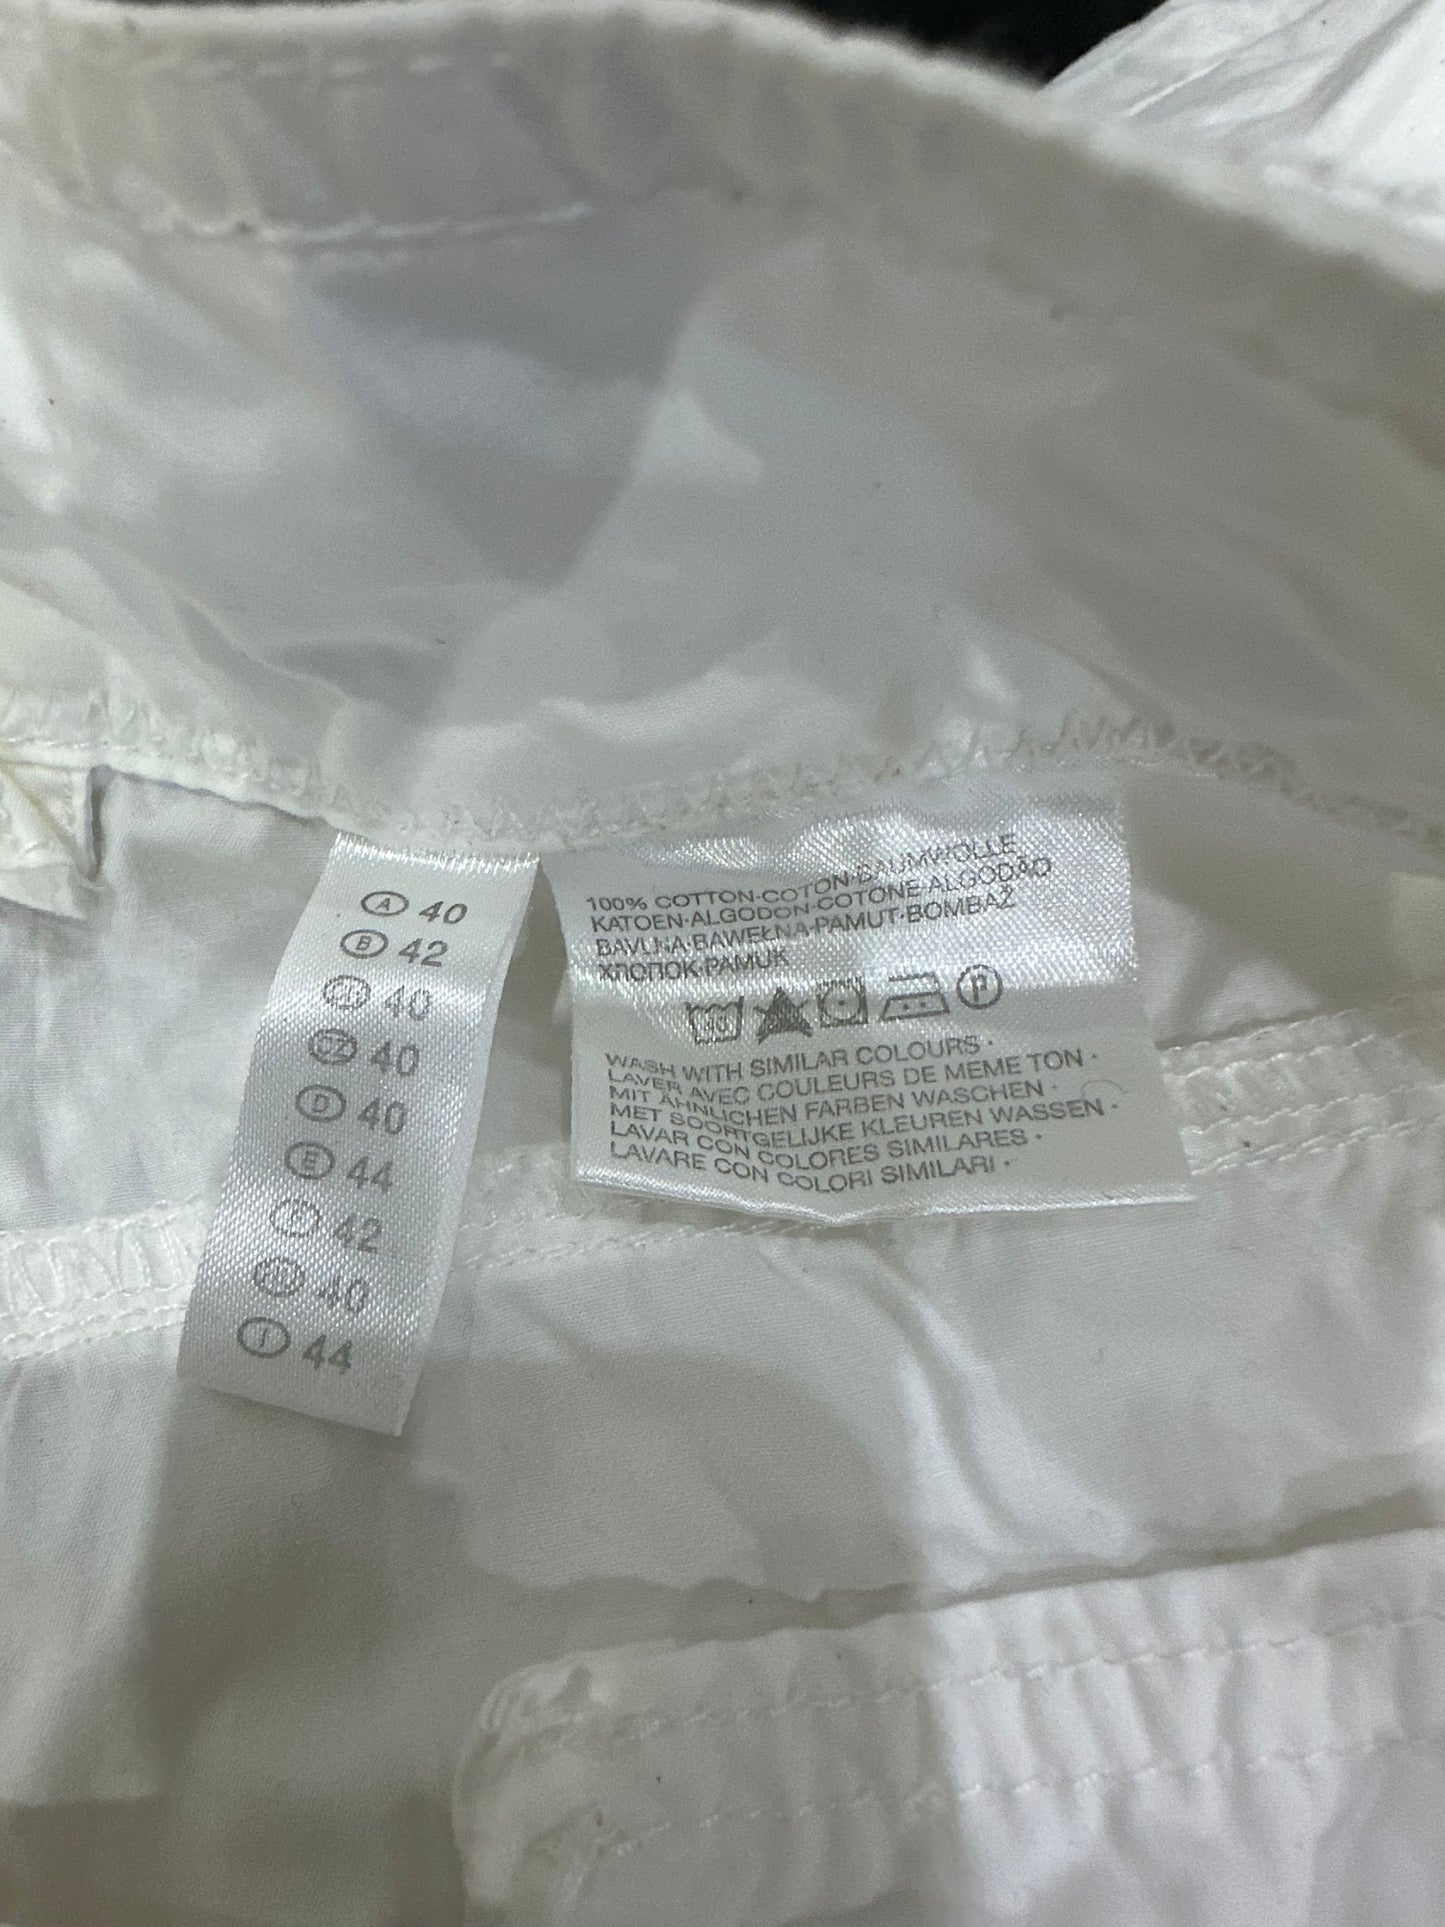 A 40
B 42
40
CZ 40
D 40
E 44
42
40
I 44
100% COTTON·COTON·BAUMWOLLE
KATOEN·ALGODON·COTONE·ALGODÃO
BAVLNA·BAWEŁNA·PAMUT·BOMBAŽ
ХЛОПОК·PAMUK
30 P
WASH WITH SIMILAR COLOURS·
LAVER AVEC COULEURS DE MEME TON·
MIT ÄHNLICHEN FARBEN WASCHEN·
MET SOORTGELIJKE KLEUREN WASSEN·
LAVAR CON COLORES SIMILARES·
LAVARE CON COLORI SIMILARI·